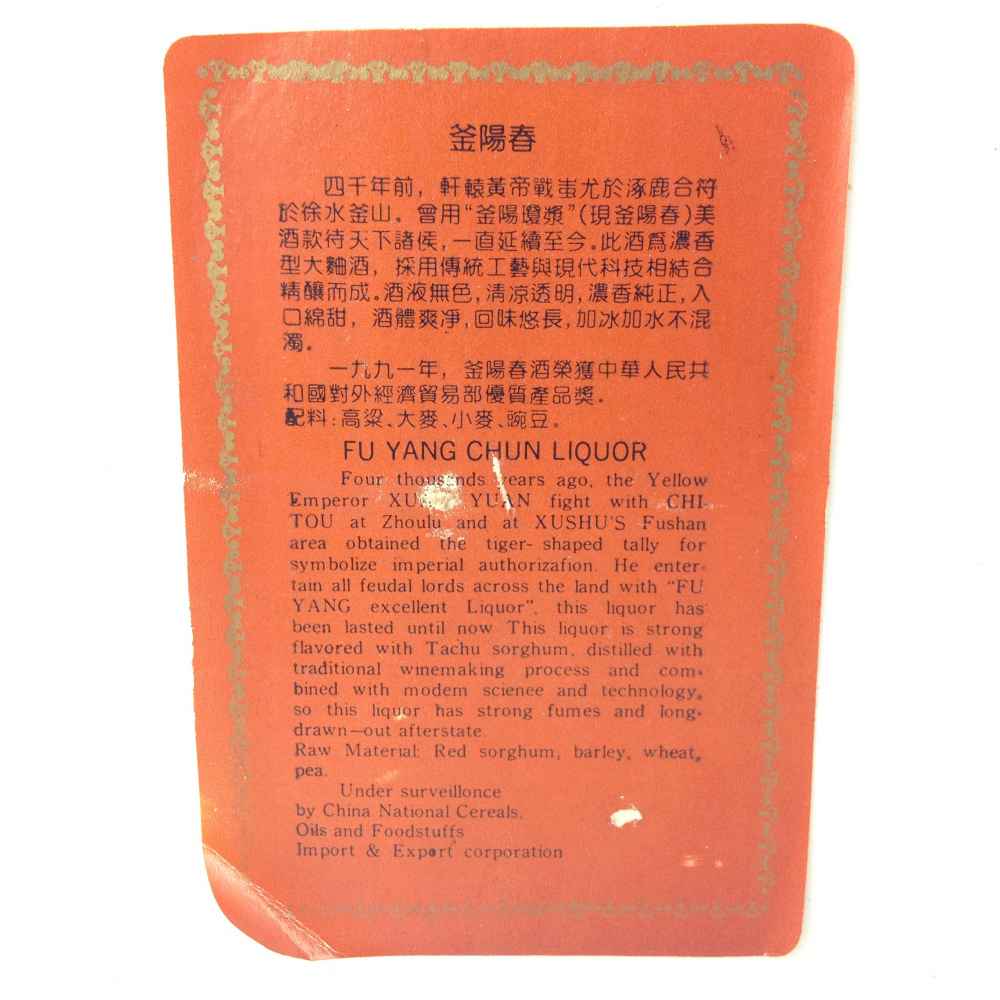 釜陽春
四千年前，軒轅黃帝戰蚩尤於涿鹿合符
於徐水釜山。曾用“釜陽瓊漿”(現釜陽春)美
酒款待天下諸侯，一直延續至今。此酒爲濃香
型大麯酒，採用傳統工藝與現代科技相結合
精釀而成。酒液無色，清凉透明，濃香純正，入
口綿甜，酒體爽净，回味悠長，加冰加水不混
濁。
一九九一年，釜陽春酒榮獲中華人民共
和國對外經濟貿易部優質產品獎。
配料：高粱、大麥、小麥、豌豆。
FU YANG CHUN LIQUOR
Four thousands years ago, the Yellow
Emperor YUAN fight with CHI-
TOU at Zhoulu and at XUSHU'S Fushan
area obtained the tiger- shaped tally for
symbolize imperial authorizafion. He enter-
tain all feudal lords across the land with “FU
YANG excellent Liquor”, this liquor has
been lasted until now This liquor is strong
flavored with Tachu sorghum, distilled with
traditional winemaking process and com-
bined with modem scienee and technology,
so this liquor has strong fumes and long-
drawn—out afterstate.
Raw Material: Red sorghum, barley, wheat,
pea.
Under surveillonce
by China National Cereals,
Oils and Foodstuffs
Import & Export corporation